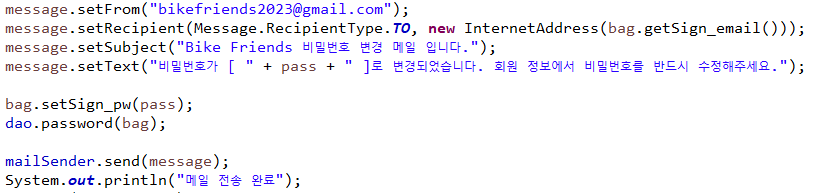 message.setFrom("bikefriends2023@gmail.com");
message.setRecipient(Message.RecipientType.TO, new InternetAddress(bag.getSign_email()));
message.setSubject("Bike Friends 비밀번호 변경 메일 입니다.");
message.setText("비밀번호가 [ " + pass + " ]로 변경되었습니다. 회원 정보에서 비밀번호를 반드시 수정해주세요.");
bag.setSign_pw(pass);
dao.password(bag);
mailSender.send(message);
System.out.println("메일 전송 완료");